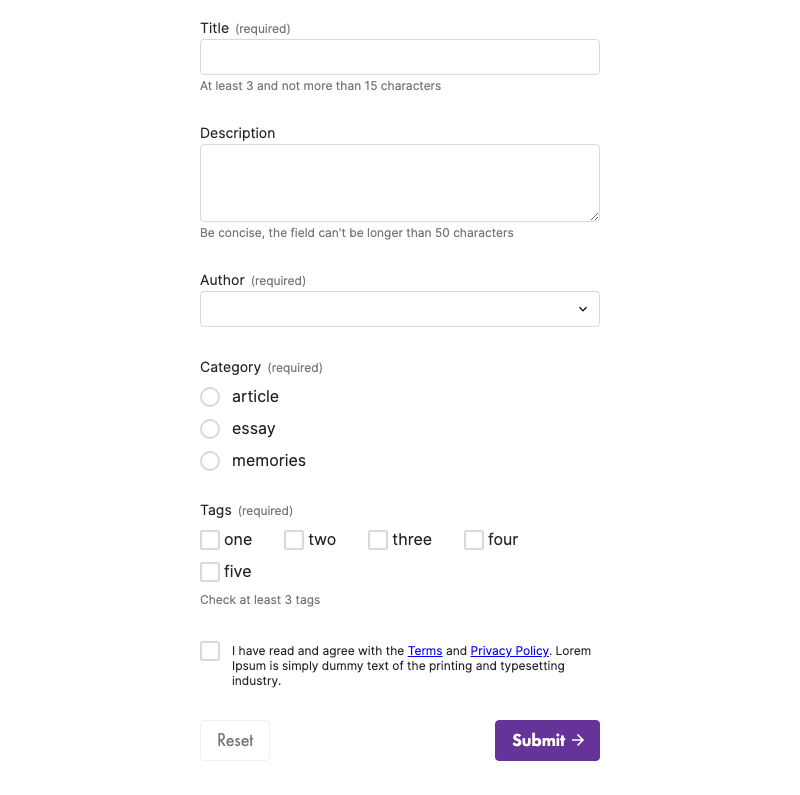 Title (required)
At least 3 and not more than 15 characters
Description
Be concise, the field can't be longer than 50 characters
Author (required)
Category (required)
article
essay
memories
Tags (required)
one two three four
five
Check at least 3 tags
I have read and agree with the Terms and Privacy Policy. Lorem
Ipsum is simply dummy text of the printing and typesetting
industry.
Reset Submit →